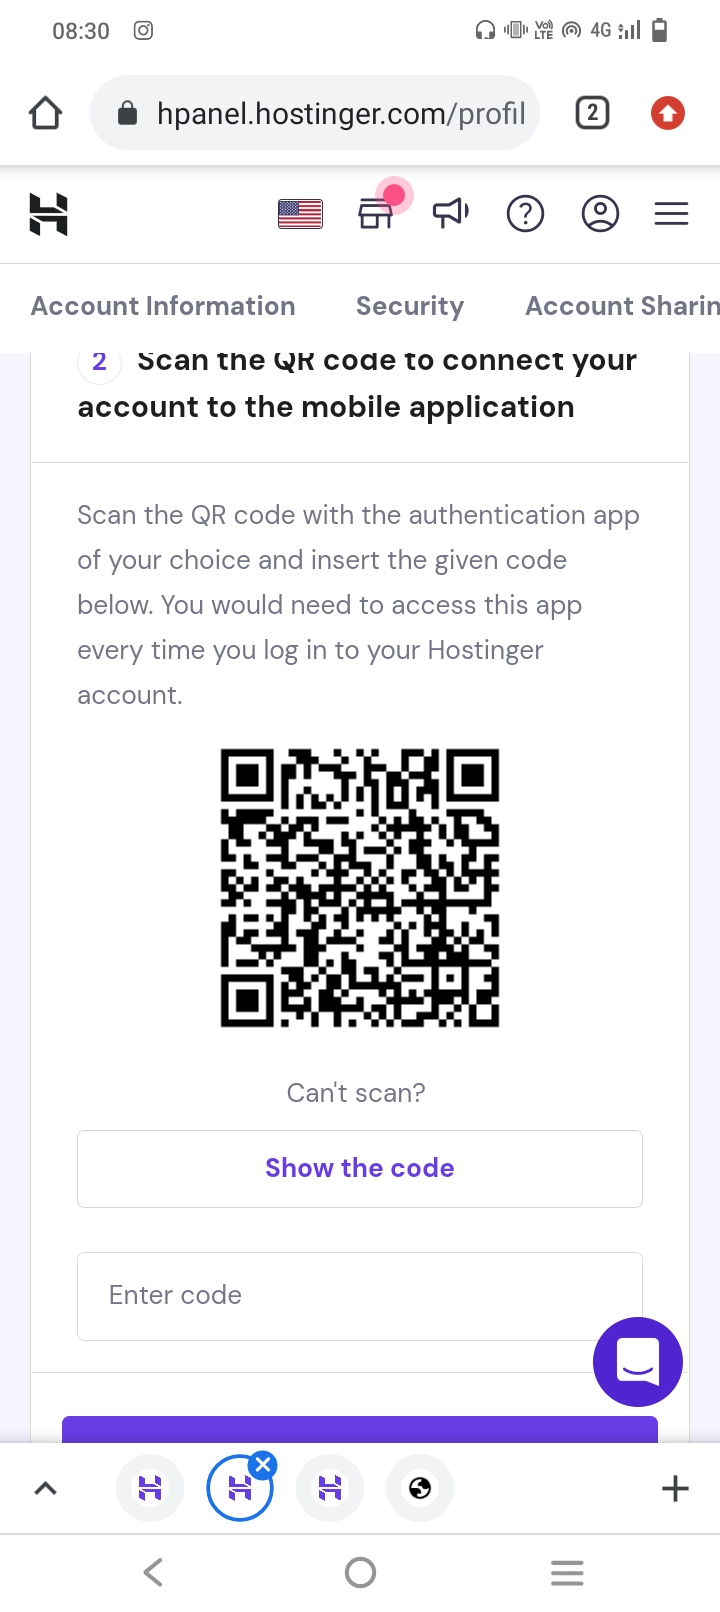 08:30
4G
Vo)
LTE
hpanel.hostinger.com/profil
2
Account Information Security Account Sharin
2 Scan the QR code to connect your
account to the mobile application
Scan the QR code with the authentication app
of your choice and insert the given code
below. You would need to access this app
every time you log in to your Hostinger
account.
Can't scan?
Show the code
Enter code